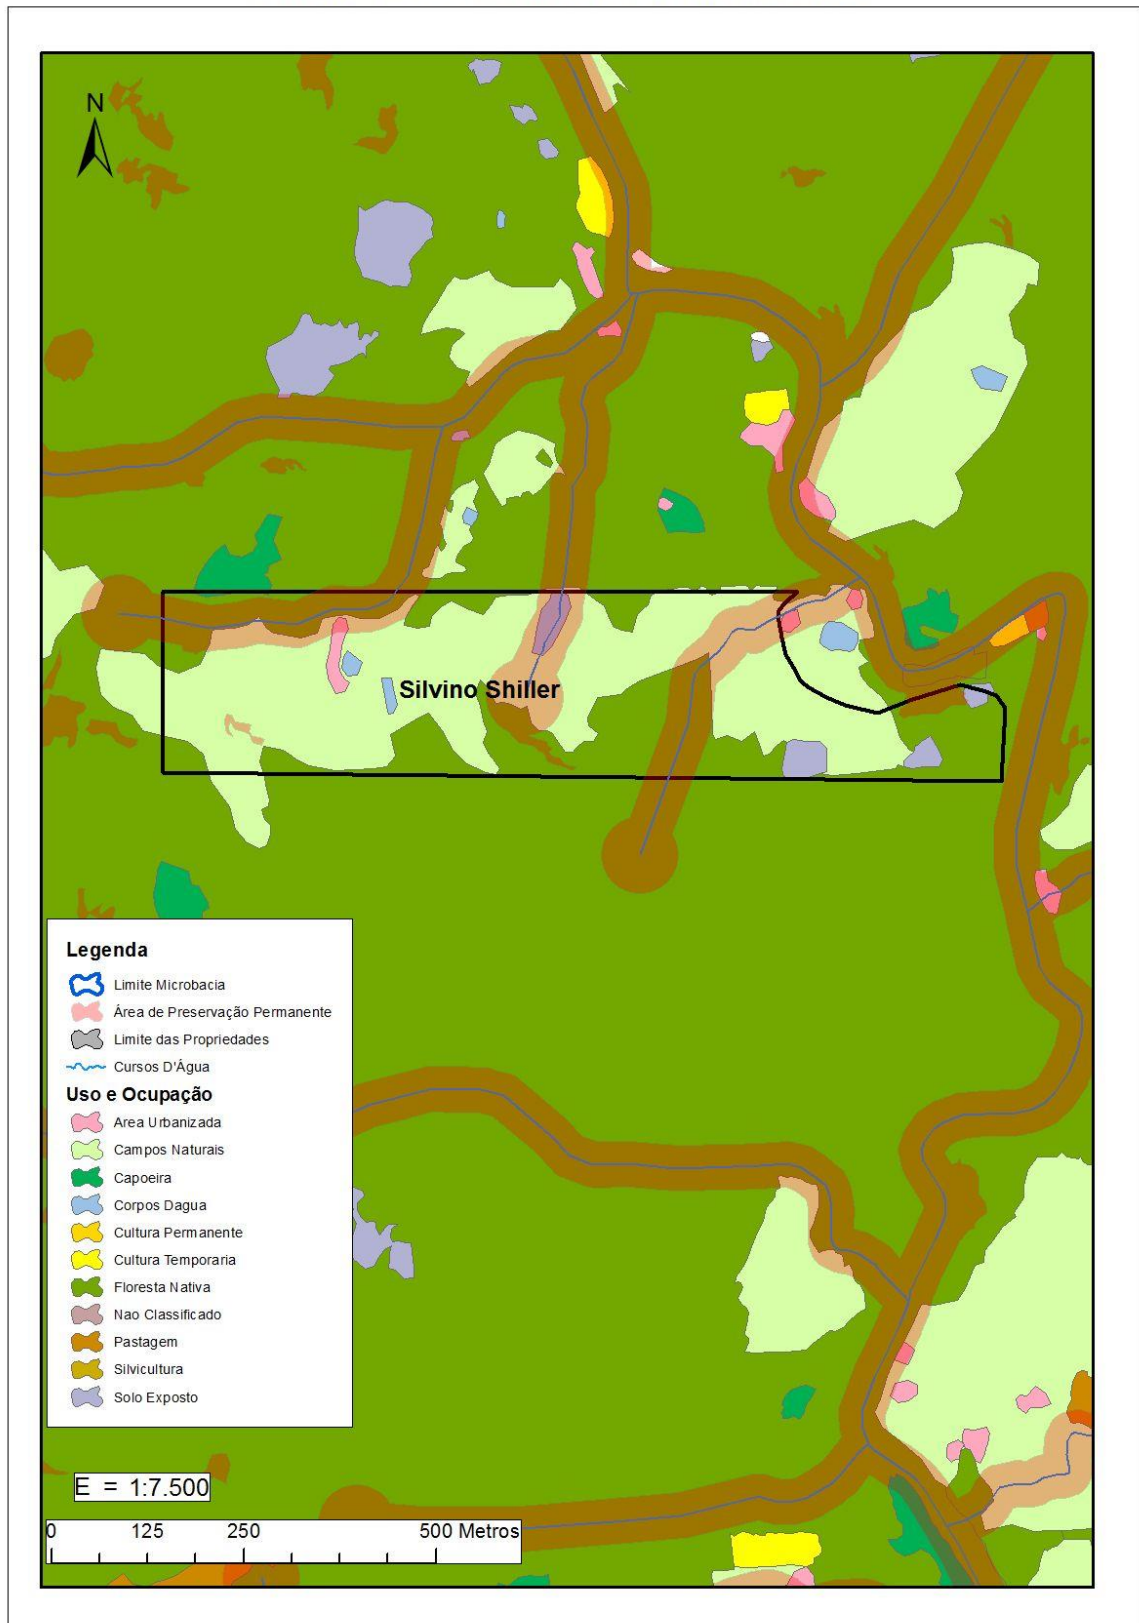 N
Silvino Shiller
Legenda
Limite Microbacia
Área de Preservação Permanente
Limite das Propriedades
Cursos D'Água
Uso e Ocupação
Area Urbanizada
Campos Naturais
Capoeira
Corpos Dagua
Cultura Permanente
Cultura Temporaria
Floresta Nativa
Nao Classificado
Pastagem
Silvicultura
Solo Exposto
E = 1:7.500
0 125 250 500 Metros